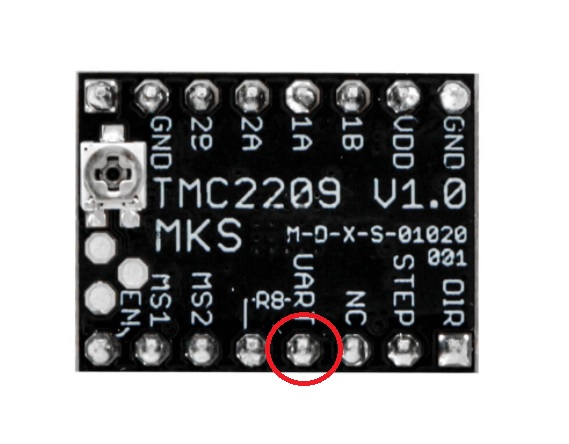 GND 2B 2A 1A 1B VDD GND
TMC2209 V1.0
MKS
M-D-X-S-01020
001
EN MS1 MS2 R8 UART NC STEP DIR